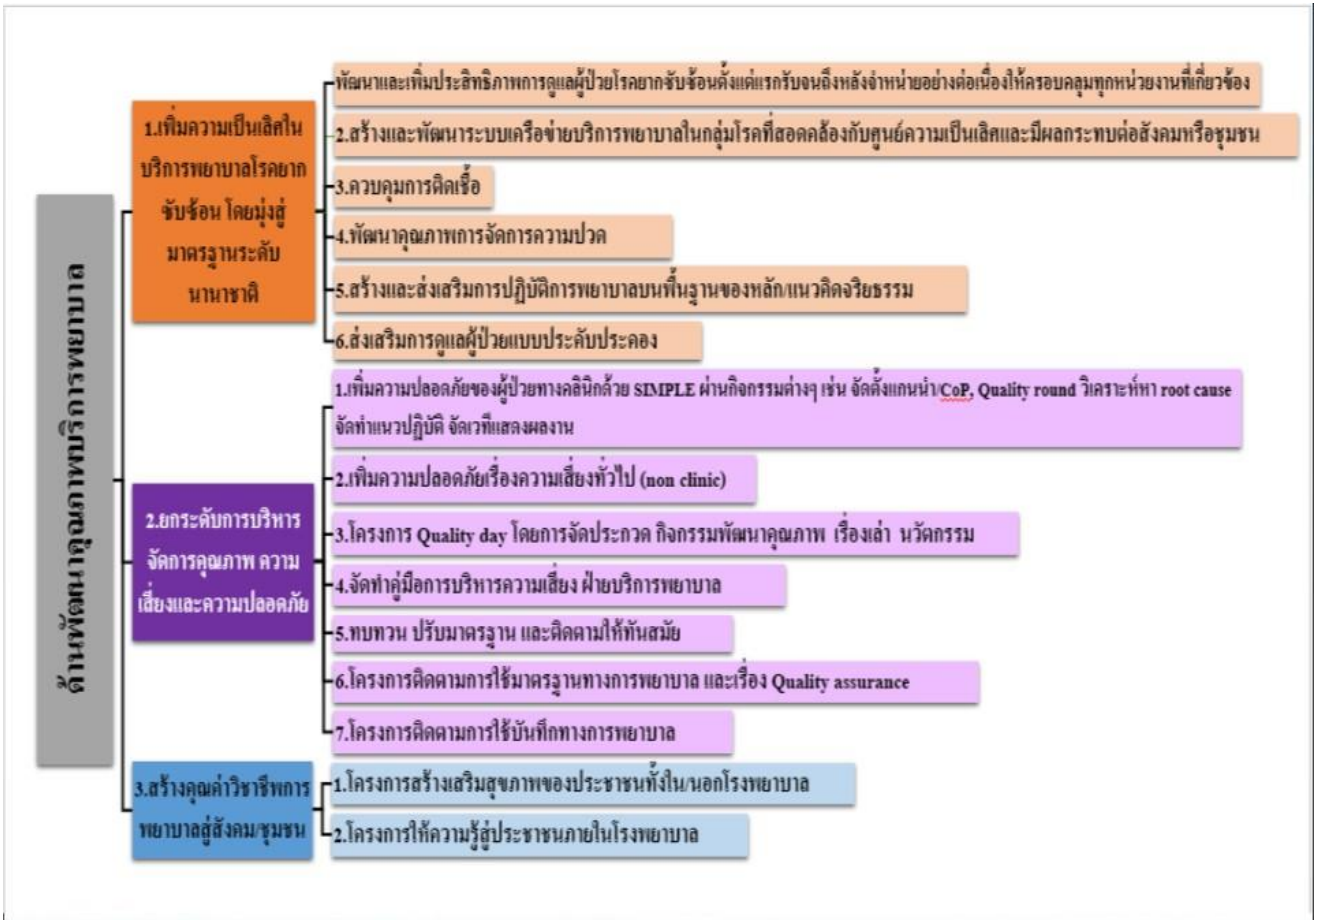 ด้านพัฒนาคุณภาพบริการพยาบาล
1.เพิ่มความเป็นเลิศใน
บริการพยาบาลโรคยาก
ซับซ้อน โดยมุ่งสู่
มาตรฐานระดับ
นานาชาติ
พัฒนาและเพิ่มประสิทธิภาพการดูแลผู้ป่วยโรคยากซับซ้อนตั้งแต่แรกรับจนถึงหลังจำหน่ายอย่างต่อเนื่องให้ครอบคลุมทุกหน่วยงานที่เกี่ยวข้อง
2.สร้างและพัฒนาระบบเครือข่ายบริการพยาบาลในกลุ่มโรคที่สอดคล้องกับศูนย์ความเป็นเลิศและมีผลกระทบต่อสังคมหรือชุมชน
3.ควบคุมการติดเชื้อ
4.พัฒนาคุณภาพการจัดการความปวด
5.สร้างและส่งเสริมการปฏิบัติการพยาบาลบนพื้นฐานของหลัก/แนวคิดจริยธรรม
6.ส่งเสริมการดูแลผู้ป่วยแบบประคับประคอง
2.ยกระดับการบริหาร
จัดการคุณภาพ ความ
เสี่ยงและความปลอดภัย
1.เพิ่มความปลอดภัยของผู้ป่วยทางคลินิกด้วย SIMPLE ผ่านกิจกรรมต่างๆ เช่น จัดตั้งแกนนำ/CoP, Quality round วิเคราะห์หา root cause
จัดทำแนวปฏิบัติ จัดเวทีแสดงผลงาน
2.เพิ่มความปลอดภัยเรื่องความเสี่ยงทั่วไป (non clinic)
3.โครงการ Quality day โดยการจัดประกวด กิจกรรมพัฒนาคุณภาพ เรื่องเล่า นวัตกรรม
4.จัดทำคู่มือการบริหารความเสี่ยง ฝ่ายบริการพยาบาล
5.ทบทวน ปรับมาตรฐาน และติดตามให้ทันสมัย
6.โครงการติดตามการใช้มาตรฐานทางการพยาบาล และเรื่อง Quality assurance
7.โครงการติดตามการใช้บันทึกทางการพยาบาล
3.สร้างคุณค่าวิชาชีพการ
พยาบาลสู่สังคม/ชุมชน
1.โครงการสร้างเสริมสุขภาพของประชาชนทั้งใน/นอกโรงพยาบาล
2.โครงการให้ความรู้สู่ประชาชนภายในโรงพยาบาล